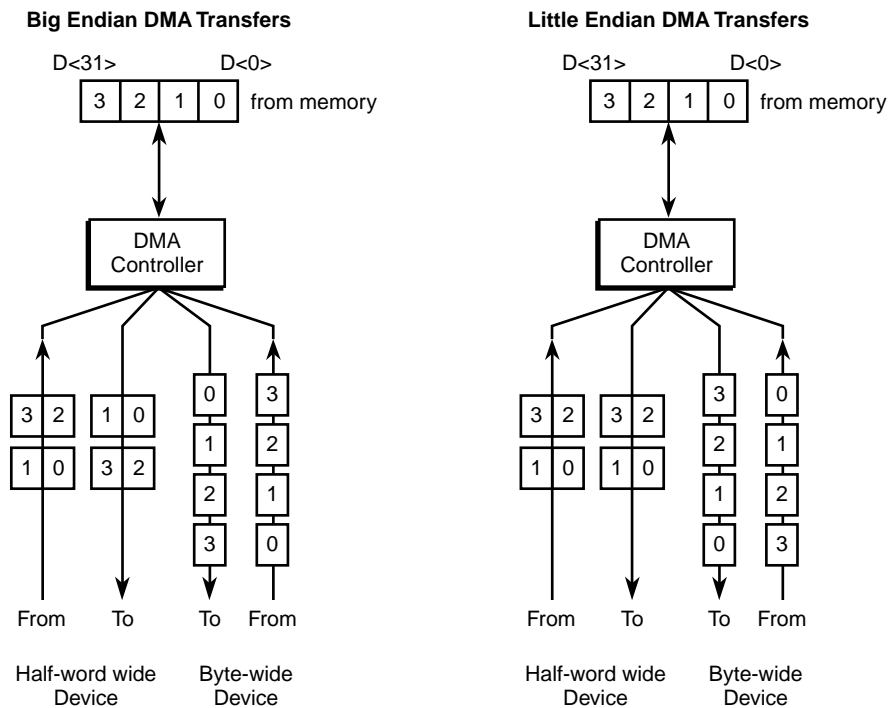 Big Endian DMA Transfers
D<31> D<0>
3 2 1 0 from memory
DMA
Controller
3 2
1 0
1 0
3 2
0
1
2
3
3
2
1
0
From To To From
Half-word wide
Device
Byte-wide
Device
Little Endian DMA Transfers
D<31> D<0>
3 2 1 0 from memory
DMA
Controller
3 2
1 0
3 2
1 0
3
2
1
0
0
1
2
3
From To To From
Half-word wide
Device
Byte-wide
Device